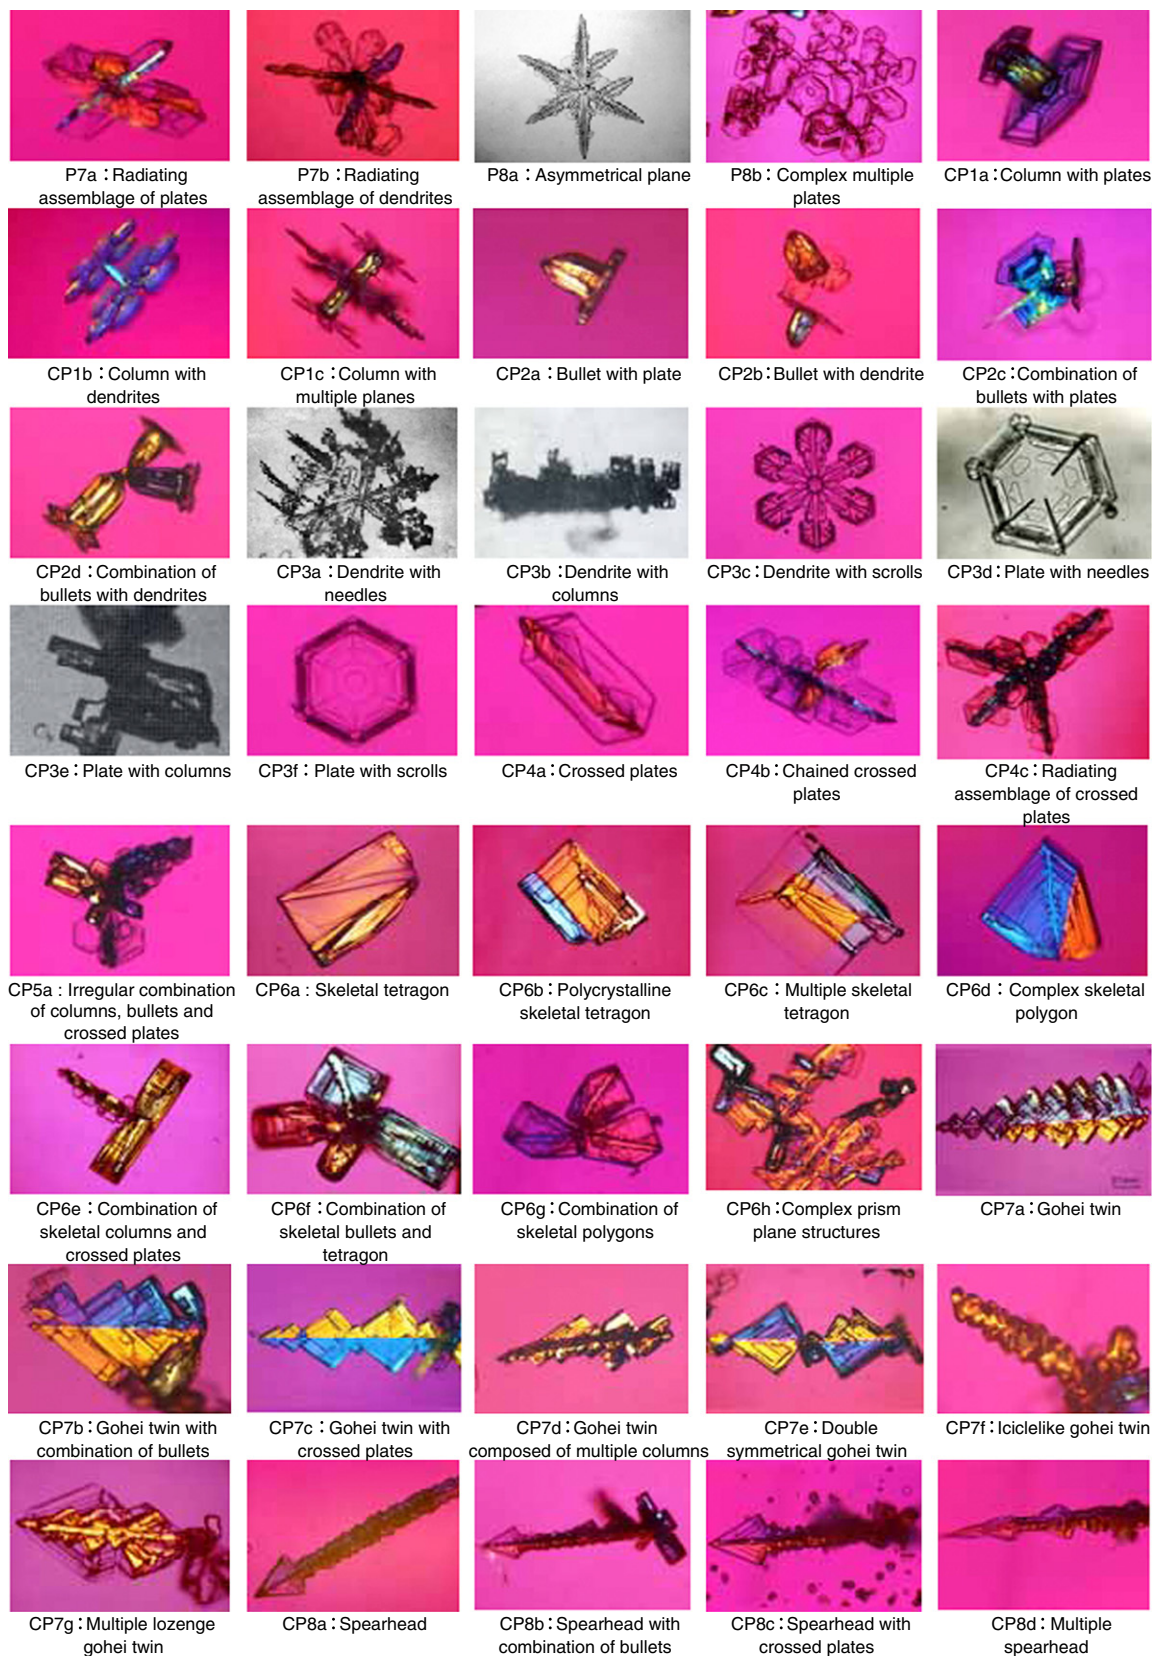 P7a：Radiating
assemblage of plates
P7b：Radiating
assemblage of dendrites
P8a：Asymmetrical plane
P8b：Complex multiple
plates
CP1a：Column with plates
CP1b：Column with
dendrites
CP1c：Column with
multiple planes
CP2a：Bullet with plate
CP2b：Bullet with dendrite
CP2c：Combination of
bullets with plates
CP2d：Combination of
bullets with dendrites
CP3a：Dendrite with
needles
CP3b：Dendrite with
columns
CP3c：Dendrite with scrolls
CP3d：Plate with needles
CP3e：Plate with columns
CP3f：Plate with scrolls
CP4a：Crossed plates
CP4b：Chained crossed
plates
CP4c：Radiating
assemblage of crossed
plates
CP5a : Irregular combination
of columns, bullets and
crossed plates
CP6a : Skeletal tetragon
CP6b：Polycrystalline
skeletal tetragon
CP6c：Multiple skeletal
tetragon
CP6d：Complex skeletal
polygon
CP6e：Combination of
skeletal columns and
crossed plates
CP6f：Combination of
skeletal bullets and
tetragon
CP6g：Combination of
skeletal polygons
CP6h：Complex prism
plane structures
CP7a：Gohei twin
CP7b：Gohei twin with
combination of bullets
CP7c：Gohei twin with
crossed plates
CP7d：Gohei twin
composed of multiple columns
CP7e：Double
symmetrical gohei twin
CP7f：Iciclelike gohei twin
CP7g：Multiple lozenge
gohei twin
CP8a：Spearhead
CP8b：Spearhead with
combination of bullets
CP8c：Spearhead with
crossed plates
CP8d：Multiple
spearhead